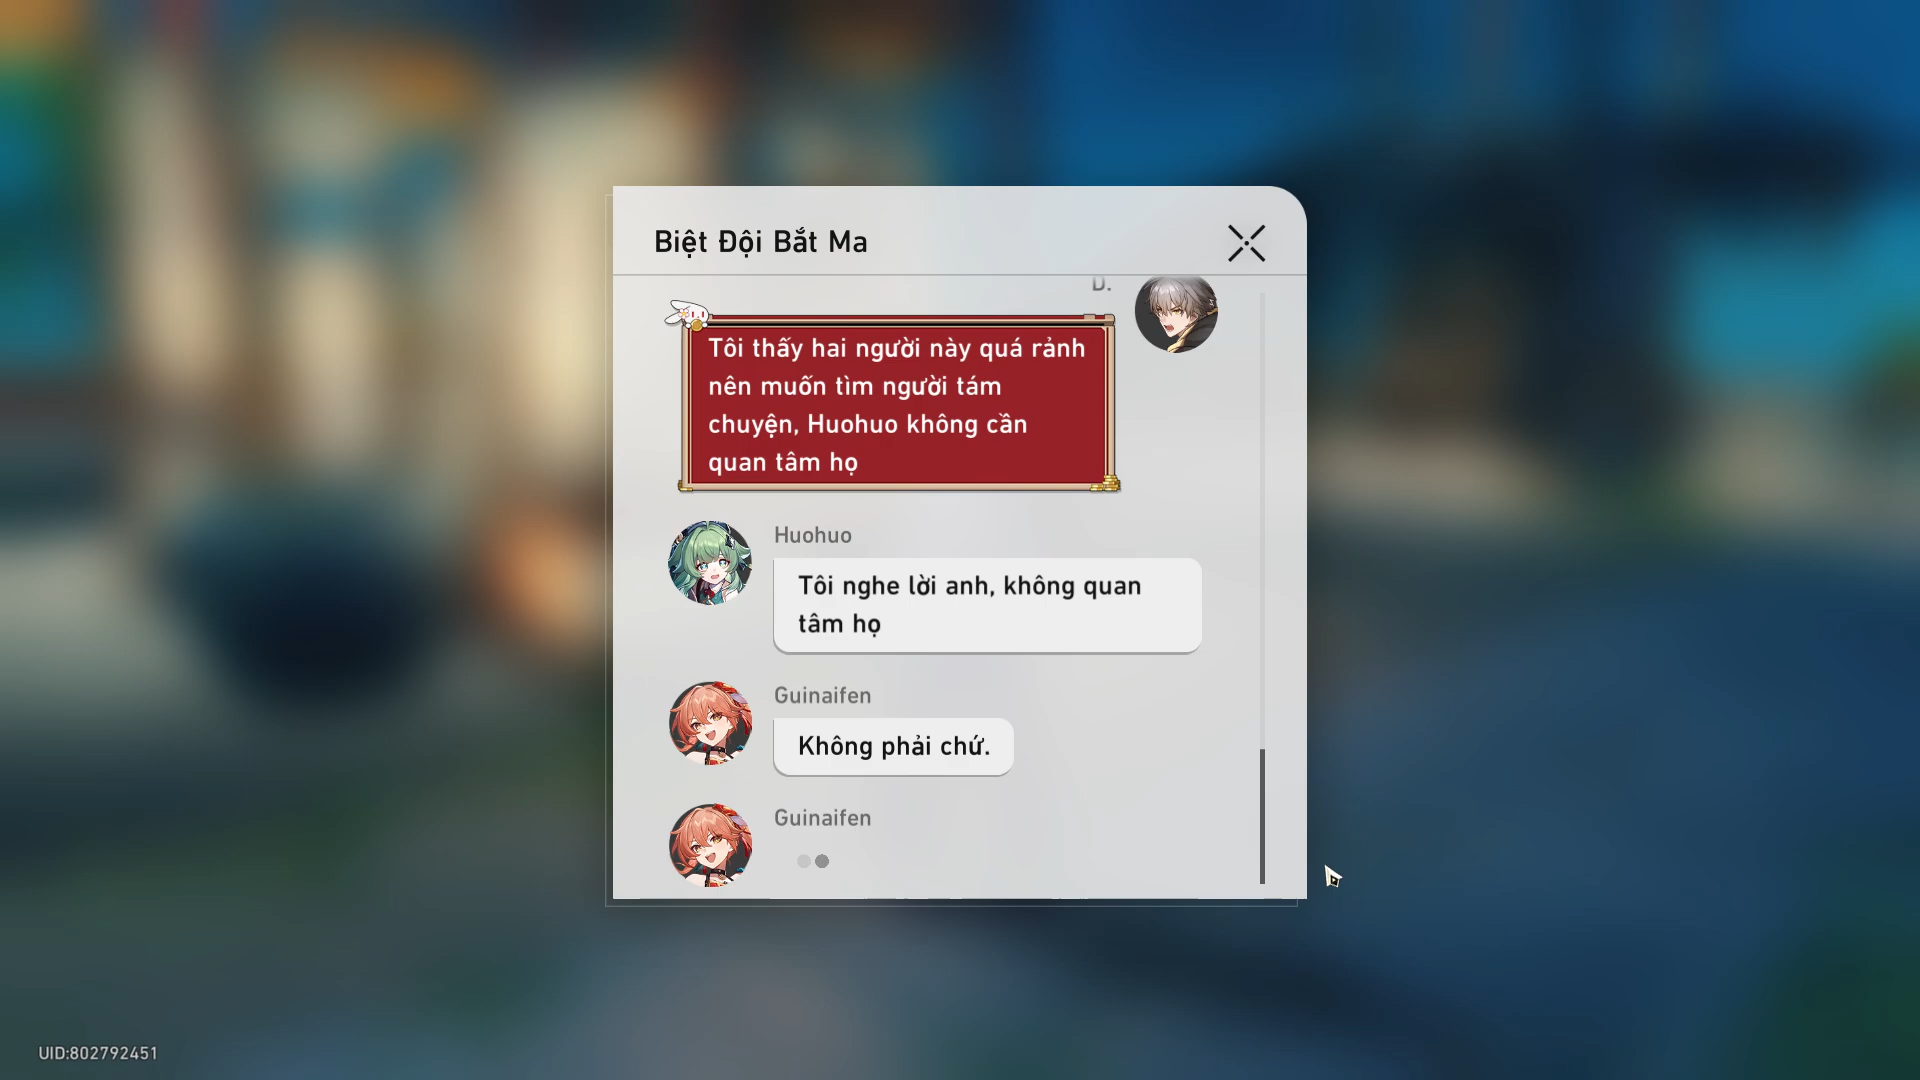 Biệt Đội Bắt Ma
D.
Tôi thấy hai người này quá rảnh
nên muốn tìm người tám
chuyện, Huohuo không cần
quan tâm họ
Huohuo
Tôi nghe lời anh, không quan
tâm họ
Guinaifen
Không phải chứ.
Guinaifen
UID:802792451